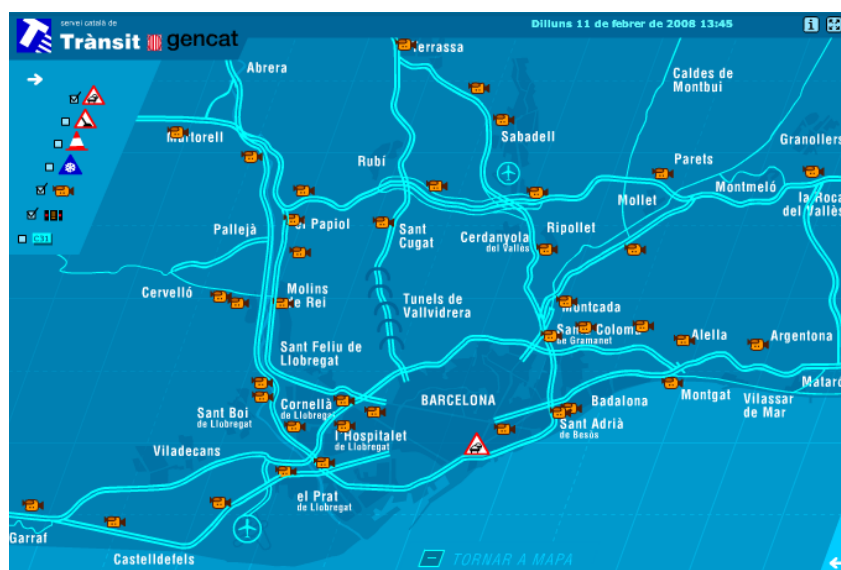 servei català de
Trànsit gencat
Dilluns 11 de febrer de 2008 13:45
i
Terrassa
Abrera
Caldes de
Montbui
Martorell
Sabadell
Granollers
Rubí
Parets
Montmeló
Mollet
la Roca
del Vallès
el Papiol
Pallejà
Sant
Cugat
Cerdanyola
del Vallès
Ripollet
C31
Cervelló
Molins
de Rei
Tunels de
Vallvidrera
Montcada
Santa Coloma
de Gramanet
Alella
Argentona
Sant Feliu de
Llobregat
Mataró
BARCELONA
Badalona
Montgat
Vilassar
de Mar
Sant Boi
de Llobregat
Cornellà
de Llobregat
Sant Adrià
de Besòs
l'Hospitalet
de Llobregat
Viladecans
el Prat
de Llobregat
Garraf
Castelldefels
TORNAR A MAPA